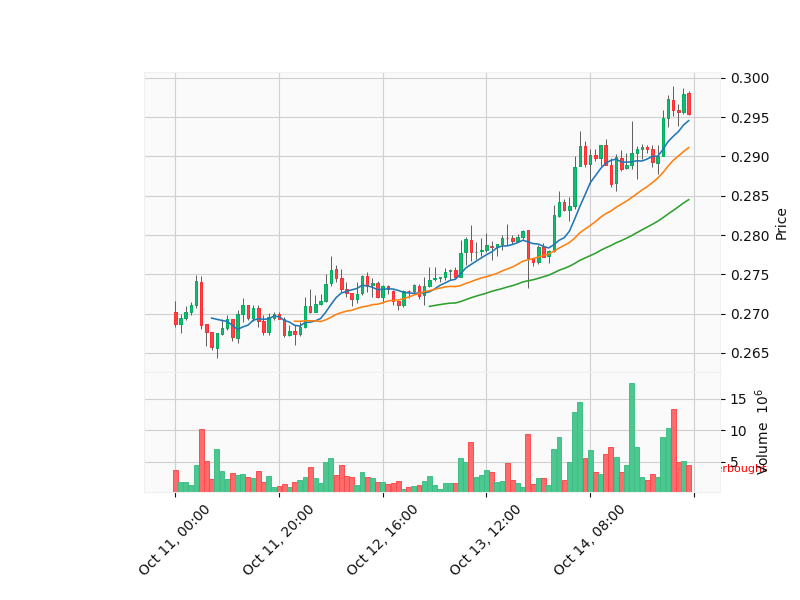 0.300
0.295
0.290
0.285
0.280
0.275
0.270
0.265
Price
15
10
5
Volume 10^6
erbought
Oct 11, 00:00
Oct 11, 20:00
Oct 12, 16:00
Oct 13, 12:00
Oct 14, 08:00